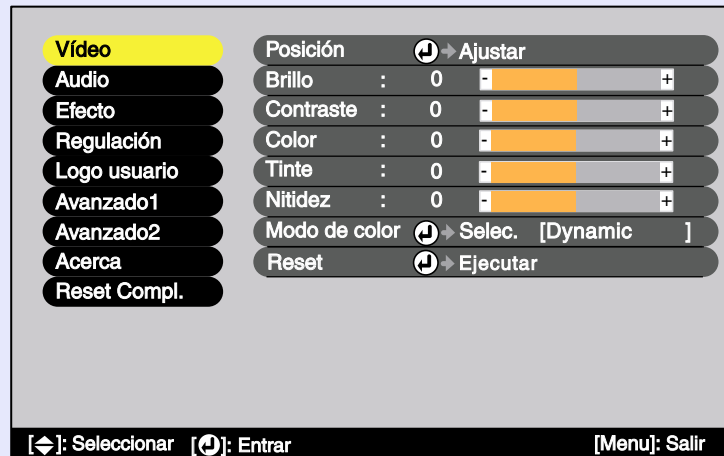 Vídeo
Audio
Efecto
Regulación
Logo usuario
Avanzado1
Avanzado2
Acerca
Reset Compl.
Posición Ajustar
Brillo : 0 - +
Contraste : 0 - +
Color : 0 - +
Tinte : 0 - +
Nitidez : 0 - +
Modo de color Selec. [Dynamic ]
Reset Ejecutar
[ ]: Seleccionar [ ]: Entrar [Menu]: Salir